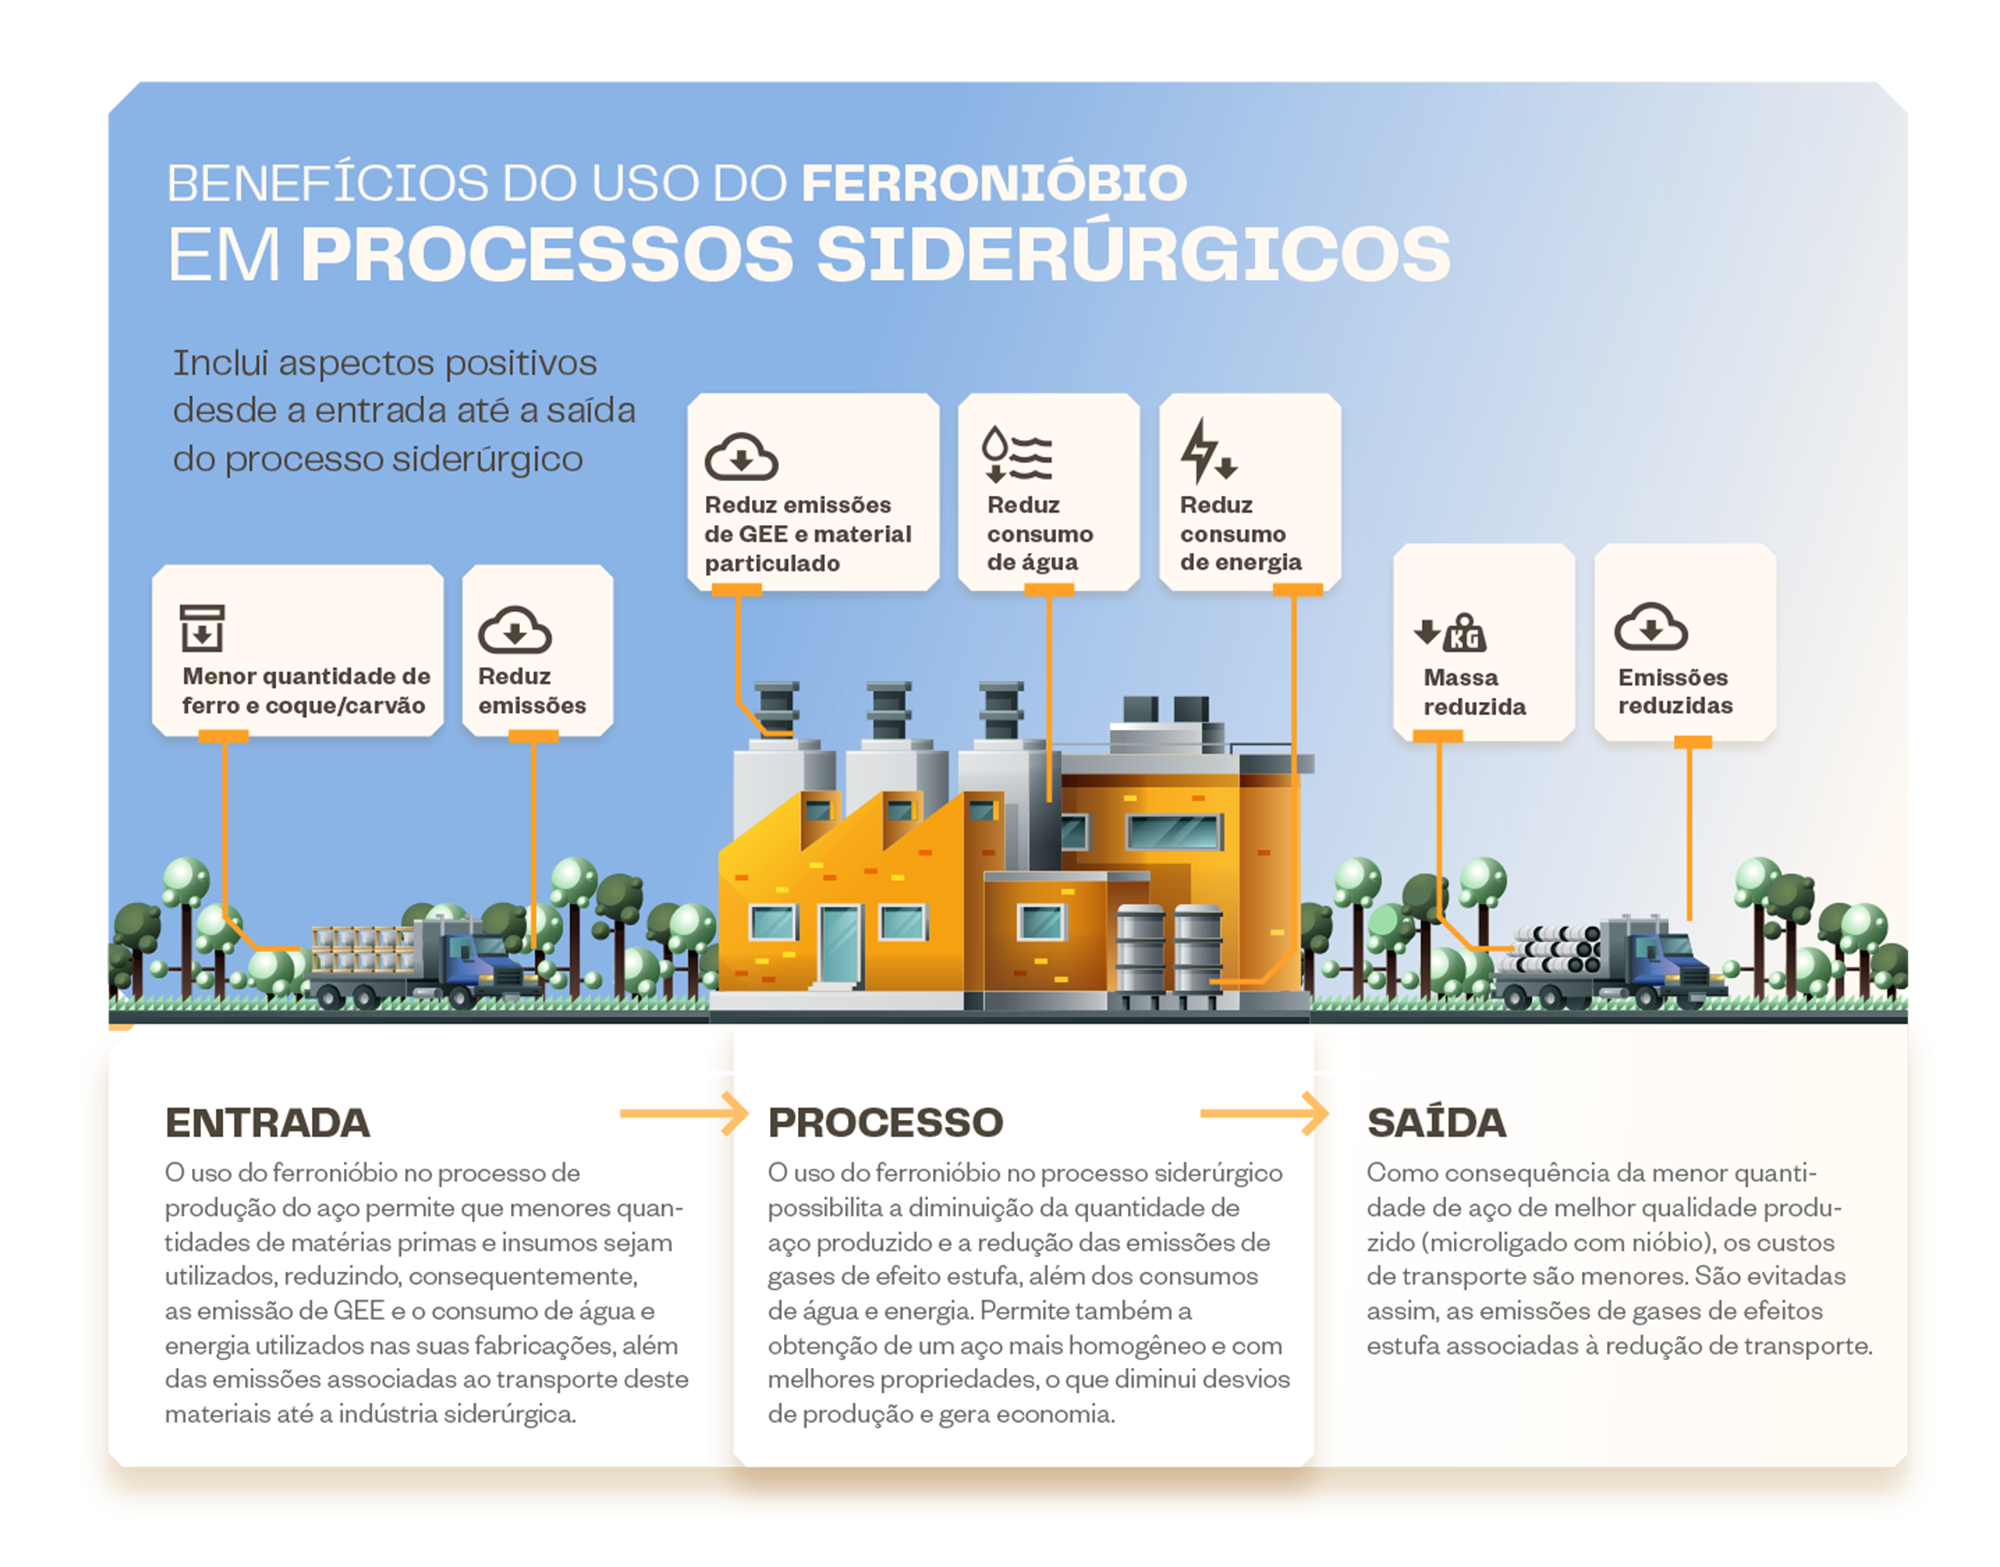 BENEFÍCIOS DO USO DO FERRONIÓBIO
EM PROCESSOS SIDERÚRGICOS
Inclui aspectos positivos
desde a entrada até a saída
do processo siderúrgico
Menor quantidade de
ferro e coque/carvão
Reduz
emissões
Reduz emissões
de GEE e material
particulado
Reduz
consumo
de água
Reduz
consumo
de energia
KG
Massa
reduzida
Emissões
reduzidas
ENTRADA
O uso do ferronióbio no processo de
produção do aço permite que menores quan-
tidades de matérias primas e insumos sejam
utilizados, reduzindo, consequentemente,
as emissão de GEE e o consumo de água e
energia utilizados nas suas fabricações, além
das emissões associadas ao transporte deste
materiais até a indústria siderúrgica.
PROCESSO
O uso do ferronióbio no processo siderúrgico
possibilita a diminuição da quantidade de
aço produzido e a redução das emissões de
gases de efeito estufa, além dos consumos
de água e energia. Permite também a
obtenção de um aço mais homogêneo e com
melhores propriedades, o que diminui desvios
de produção e gera economia.
SAÍDA
Como consequência da menor quanti-
dade de aço de melhor qualidade produ-
zido (microligado com nióbio), os custos
de transporte são menores. São evitadas
assim, as emissões de gases de efeitos
estufa associadas à redução de transporte.